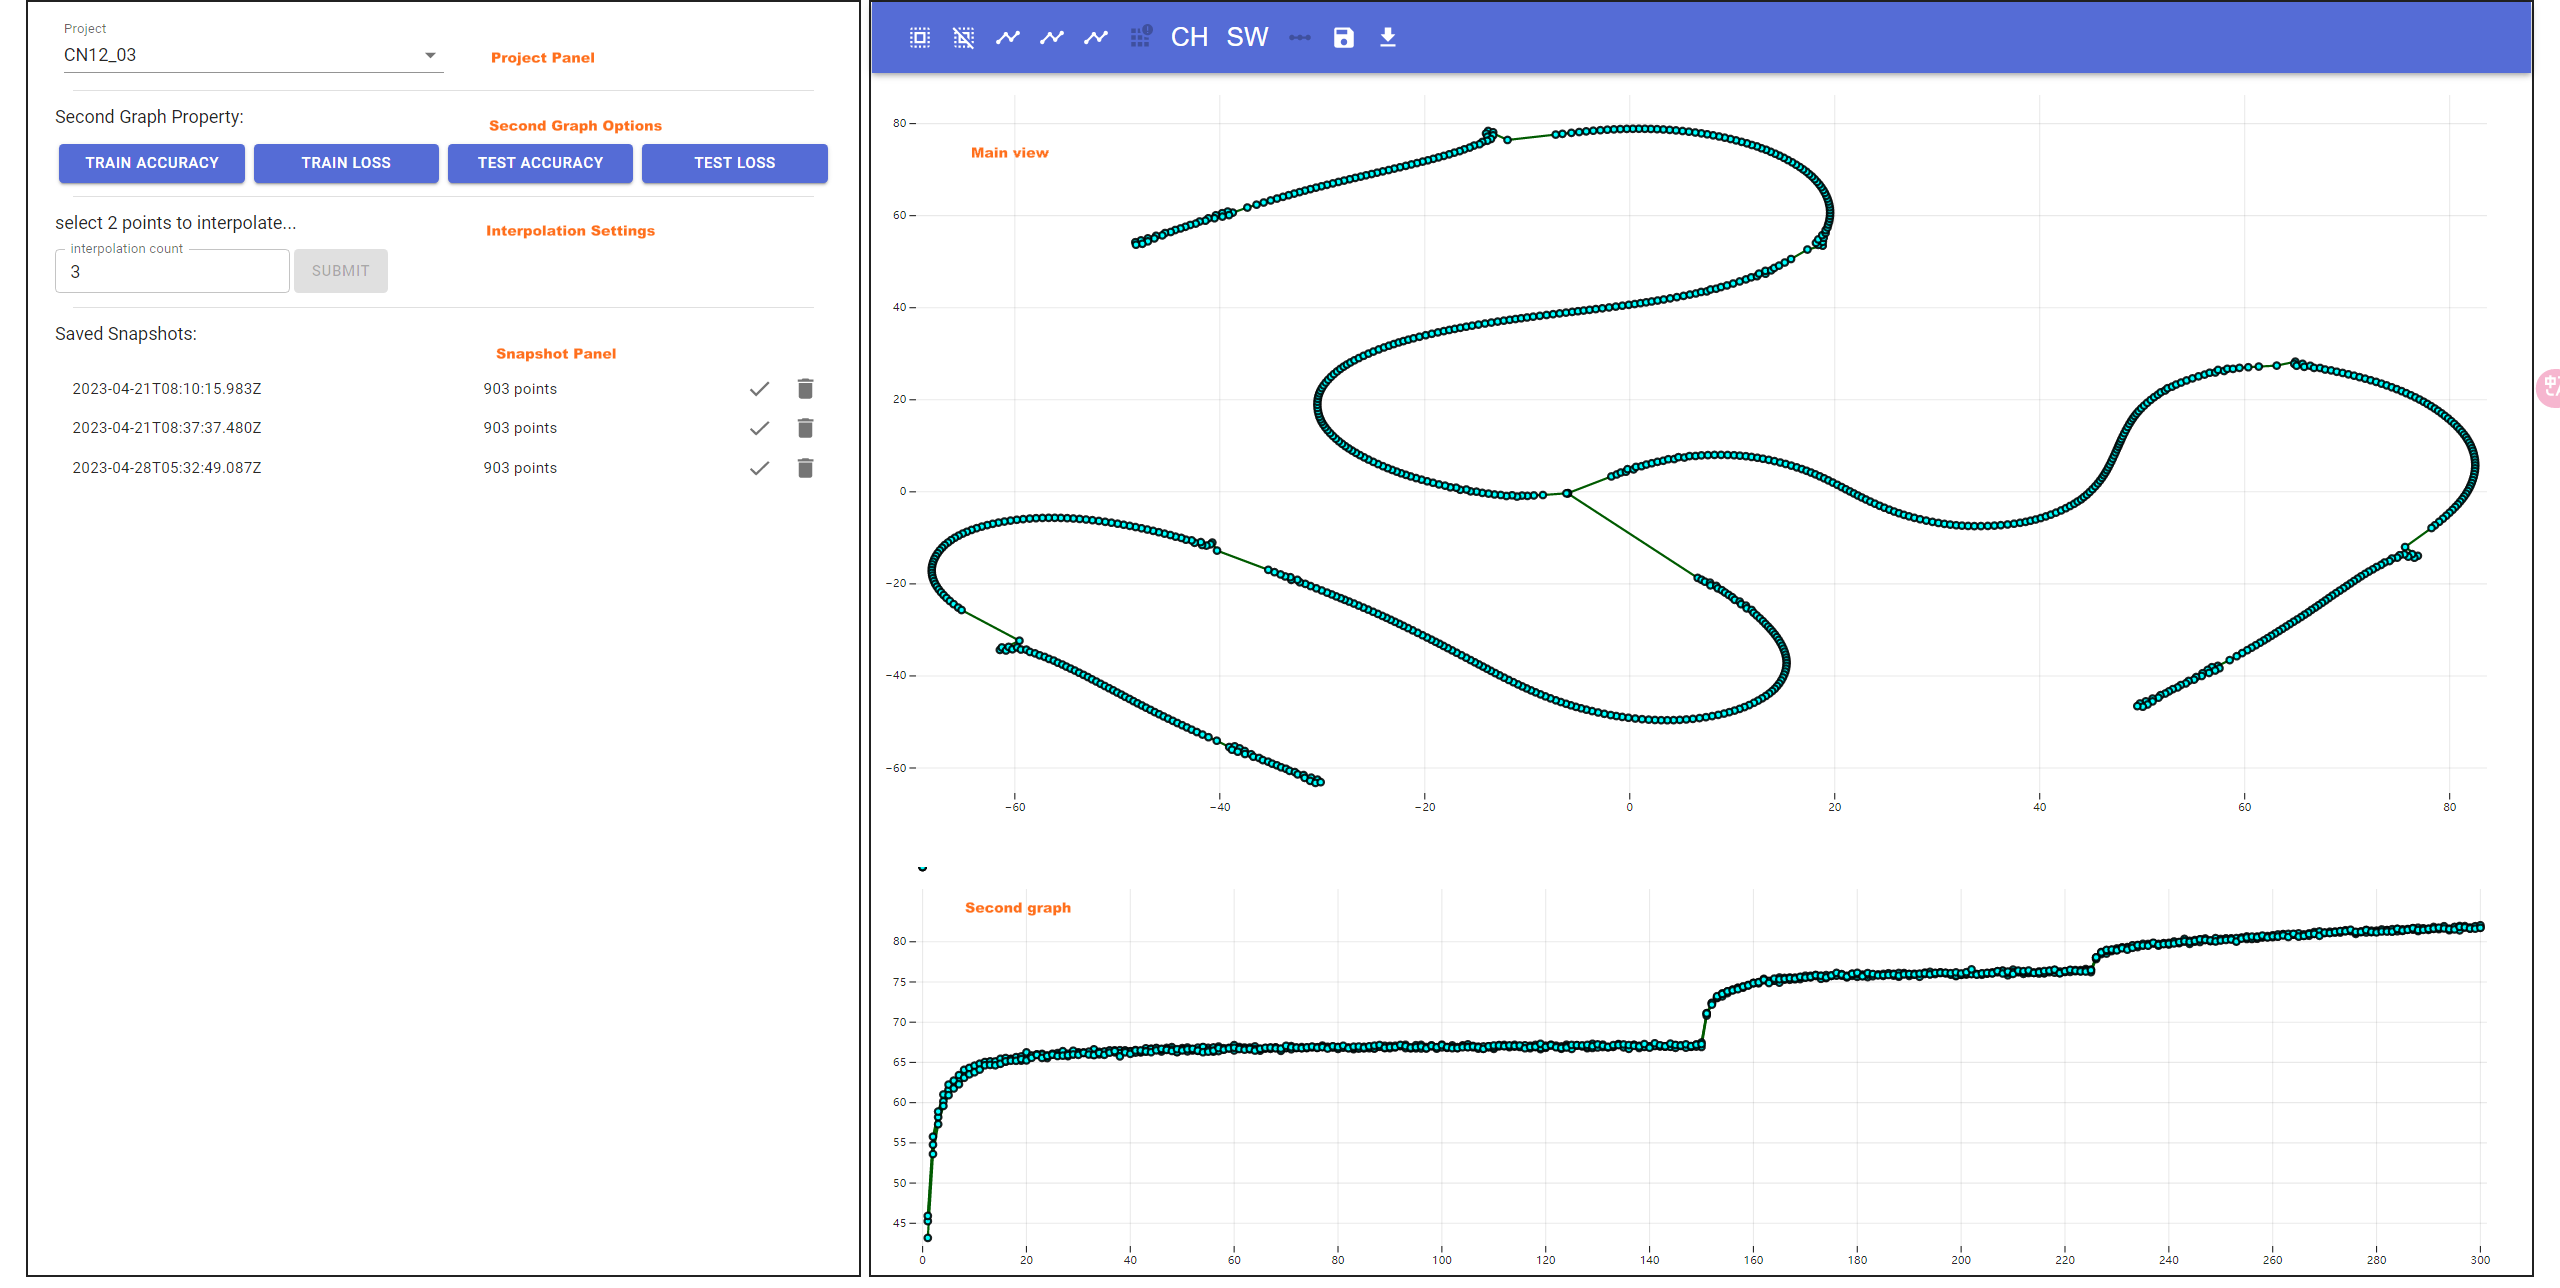 Project
CN12_03
Project Panel
Second Graph Property:
Second Graph Options
TRAIN ACCURACY
TRAIN LOSS
TEST ACCURACY
TEST LOSS
select 2 points to interpolate...
Interpolation Settings
interpolation count
3
SUBMIT
Saved Snapshots:
Snapshot Panel
2023-04-21T08:10:15.983Z 903 points
2023-04-21T08:37:37.480Z 903 points
2023-04-28T05:32:49.087Z 903 points
CH SW
Main view
80
60
40
20
0
−20
−40
−60
−60 −40 −20 0 20 40 60 80
Second graph
80
75
70
65
60
55
50
45
0 20 40 60 80 100 120 140 160 180 200 220 240 260 280 300